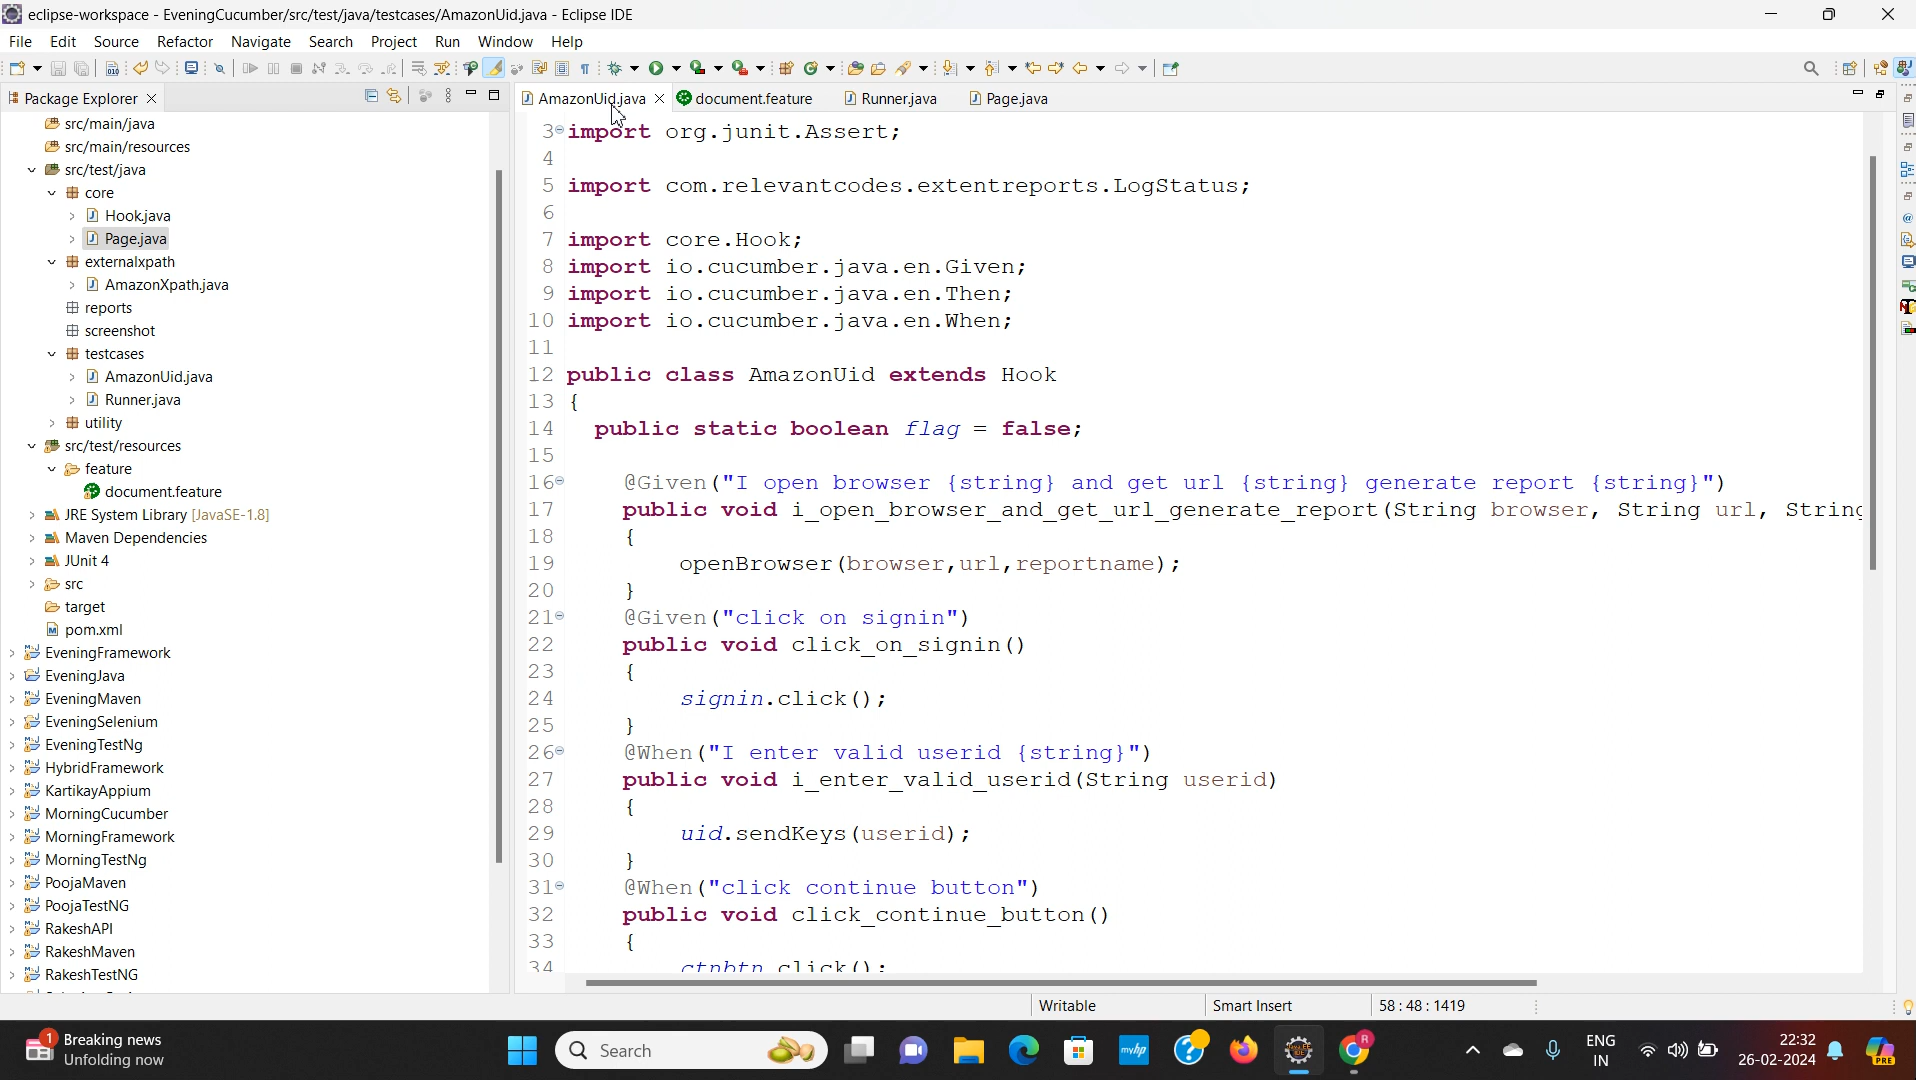 eclipse-workspace - EveningCucumber/src/test/java/testcases/AmazonUid.java - Eclipse IDE
File Edit Source Refactor Navigate Search Project Run Window Help
Package Explorer
src/main/java
src/main/resources
src/test/java
core
Hook.java
Page.java
externalxpath
AmazonXpath.java
reports
screenshot
testcases
AmazonUid.java
Runner.java
utility
src/test/resources
feature
document.feature
JRE System Library [JavaSE-1.8]
Maven Dependencies
JUnit 4
src
target
pom.xml
EveningFramework
EveningJava
EveningMaven
EveningSelenium
EveningTestNg
HybridFramework
KartikayAppium
MorningCucumber
MorningFramework
MorningTestNg
PoojaMaven
PoojaTestNG
RakeshAPI
RakeshMaven
RakeshTestNG
AmazonUid.java document.feature Runner.java Page.java
3 import org.junit.Assert;
4
5 import com.relevantcodes.extentreports.LogStatus;
6
7 import core.Hook;
8 import io.cucumber.java.en.Given;
9 import io.cucumber.java.en.Then;
10 import io.cucumber.java.en.When;
11
12 public class AmazonUid extends Hook
13 {
14 public static boolean flag = false;
15
16 @Given("I open browser {string} and get url {string} generate report {string}")
17 public void i_open_browser_and_get_url_generate_report(String browser, String url, String
18 {
19 openBrowser(browser,url,reportname);
20 }
21 @Given("click on signin")
22 public void click_on_signin()
23 {
24 signin.click();
25 }
26 @When("I enter valid userid {string}")
27 public void i_enter_valid_userid(String userid)
28 {
29 uid.sendKeys(userid);
30 }
31 @When("click continue button")
32 public void click_continue_button()
33 {
34 ctnbtn.click();
Writable Smart Insert 58 : 48 : 1419
1
Breaking news
Unfolding now
Search
myhp
R
ENG
IN
22:32
26-02-2024
PRE